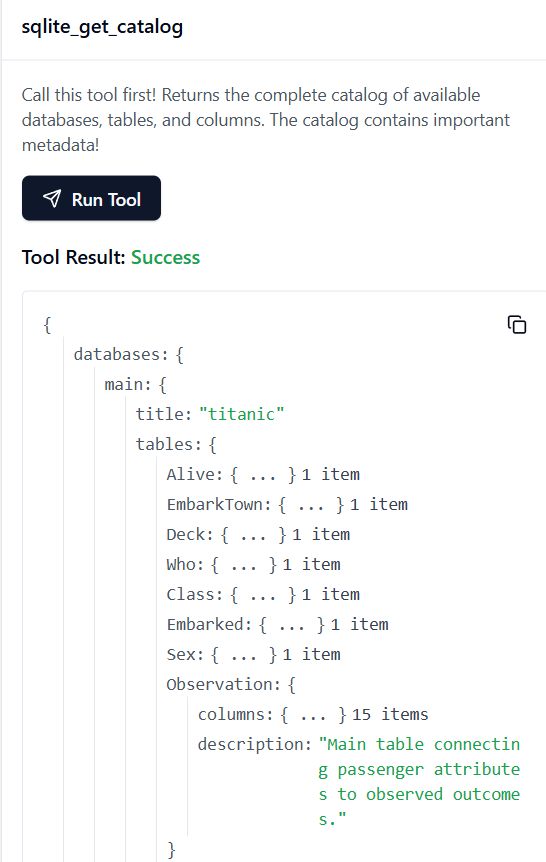 sqlite_get_catalog
Call this tool first! Returns the complete catalog of available
databases, tables, and columns. The catalog contains important
metadata!
Run Tool
Tool Result: Success
{
databases: {
main: {
title: "titanic"
tables: {
Alive: { ... } 1 item
EmbarkTown: { ... } 1 item
Deck: { ... } 1 item
Who: { ... } 1 item
Class: { ... } 1 item
Embarked: { ... } 1 item
Sex: { ... } 1 item
Observation: {
columns: { ... } 15 items
description: "Main table connectin
g passenger attribute
s to observed outcome
s."
}